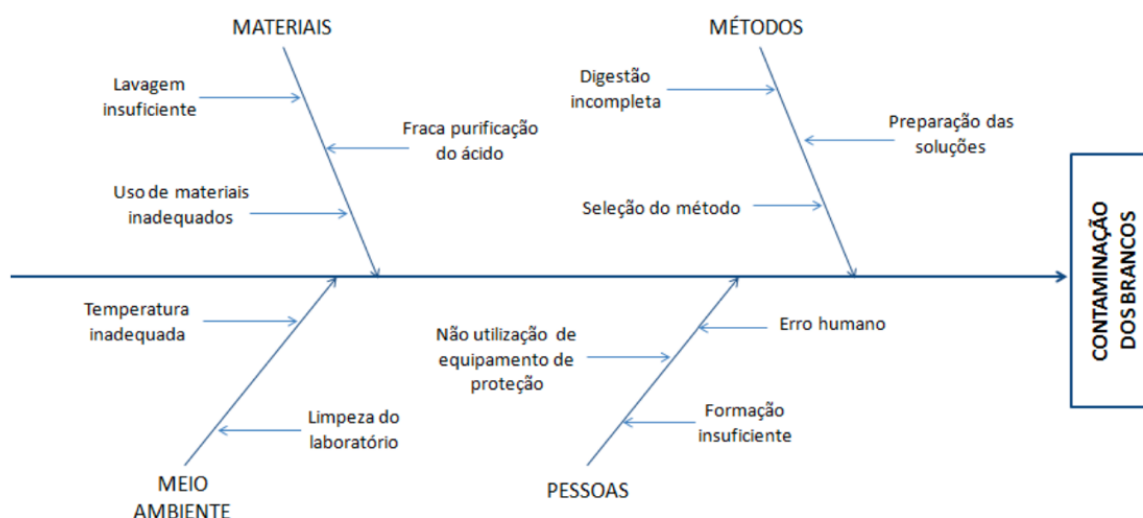 MATERIAIS
MÉTODOS
Lavagem
insuficiente
Fraca purificação
do ácido
Uso de materiais
inadequados
Digestão
incompleta
Preparação das
soluções
Seleção do método
CONTAMINAÇÃO
DOS BRANCOS
Temperatura
inadequada
Limpeza do
laboratório
Não utilização de
equipamento de
proteção
Erro humano
Formação
insuficiente
MEIO
AMBIENTE
PESSOAS